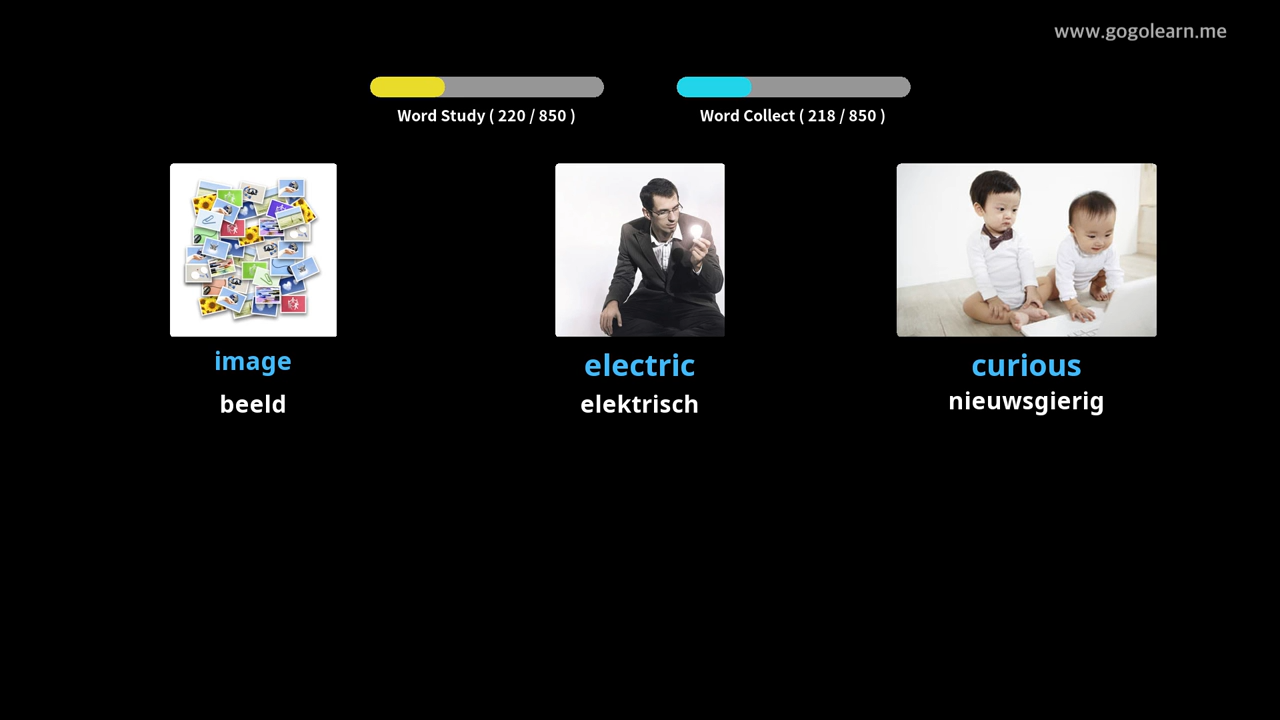 www.gogolearn.me
Word Study ( 220 / 850 )
Word Collect ( 218 / 850 )
image
electric
curious
beeld
elektrisch
nieuwsgierig